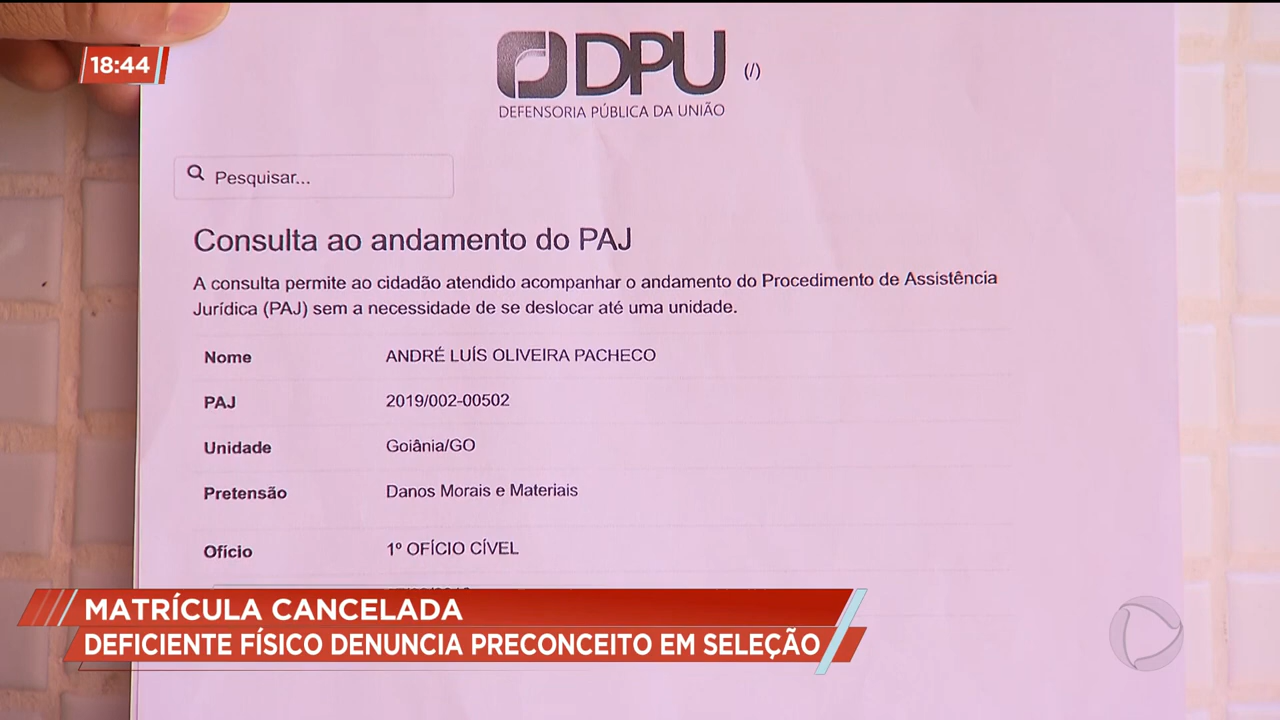 18:44
DPU (/)
DEFENSORIA PÚBLICA DA UNIÃO
Pesquisar...
Consulta ao andamento do PAJ
A consulta permite ao cidadão atendido acompanhar o andamento do Procedimento de Assistência
Jurídica (PAJ) sem a necessidade de se deslocar até uma unidade.
Nome ANDRÉ LUÍS OLIVEIRA PACHECO
PAJ 2019/002-00502
Unidade Goiânia/GO
Pretensão Danos Morais e Materiais
Ofício 1º OFÍCIO CÍVEL
MATRÍCULA CANCELADA
DEFICIENTE FÍSICO DENUNCIA PRECONCEITO EM SELEÇÃO